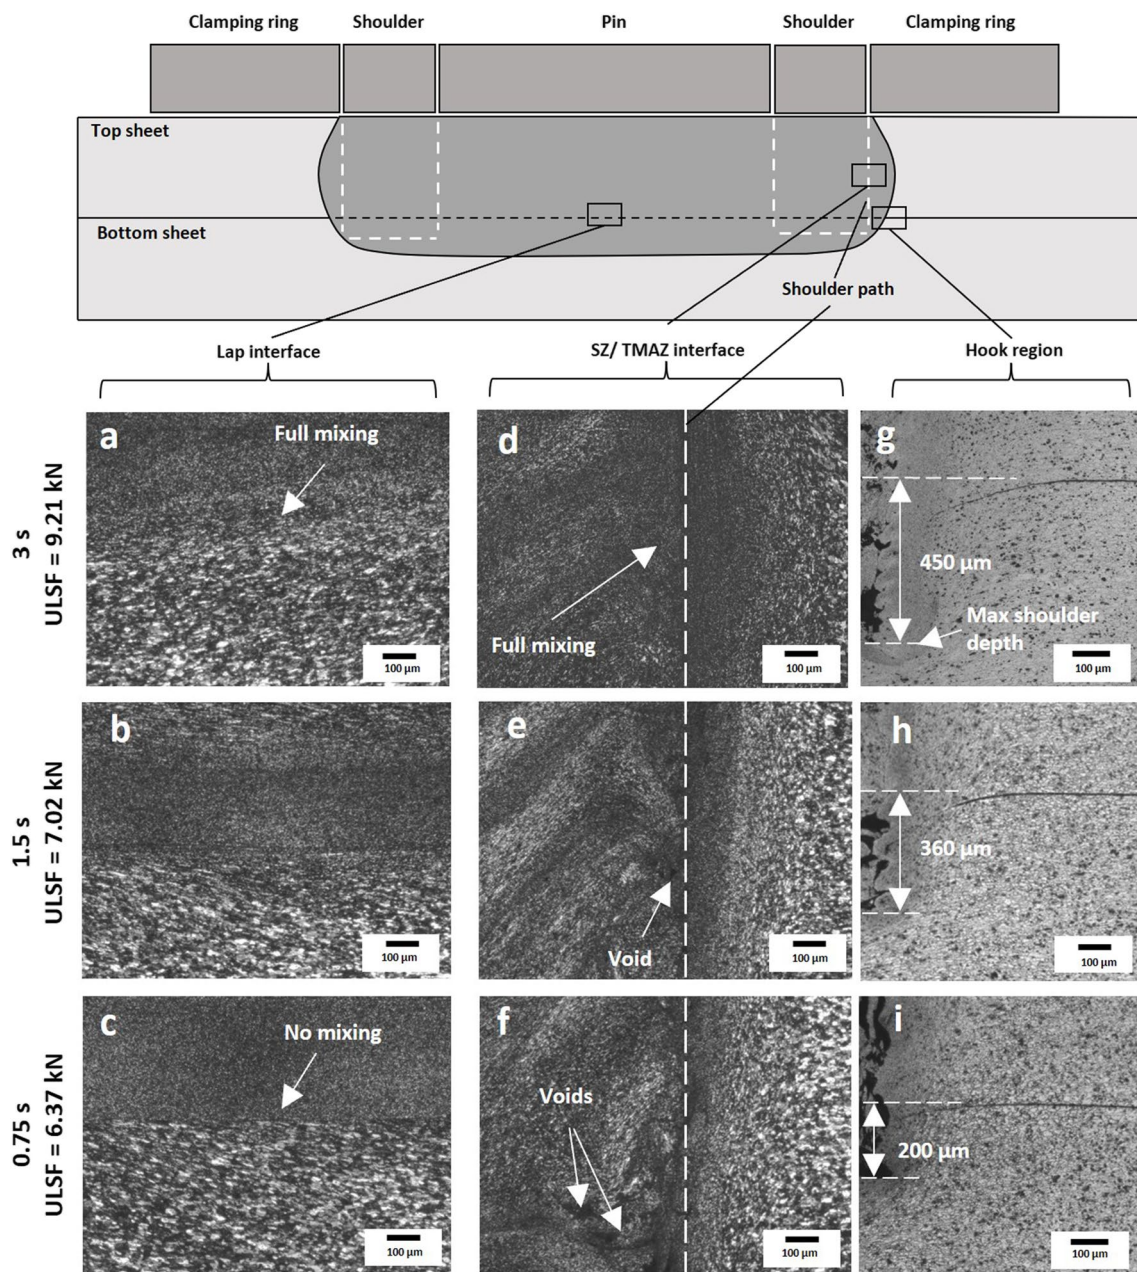 Clamping ring
Shoulder
Pin
Shoulder
Clamping ring
Top sheet
Bottom sheet
Shoulder path
Lap interface
SZ/ TMAZ interface
Hook region
3 s
ULSF = 9.21 kN
a
Full mixing
100 µm
d
Full mixing
100 µm
g
450 µm
Max shoulder
depth
100 µm
1.5 s
ULSF = 7.02 kN
b
100 µm
e
Void
100 µm
h
360 µm
100 µm
0.75 s
ULSF = 6.37 kN
c
No mixing
100 µm
f
Voids
100 µm
i
200 µm
100 µm